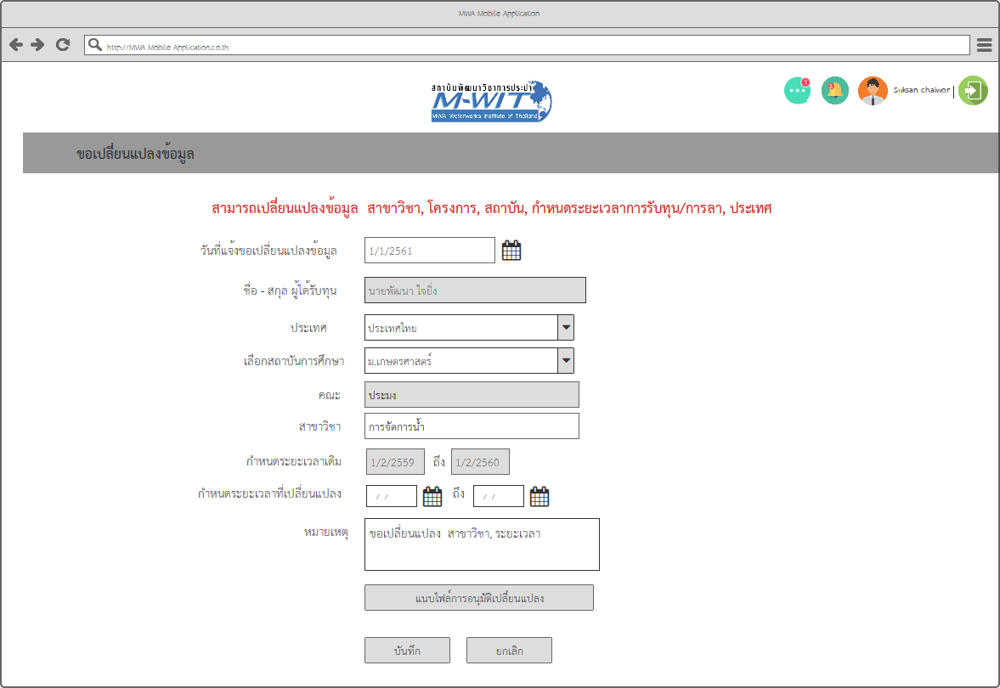 MWA Mobile Application
http://MWA Mobile Application.co.th
สถาบันพัฒนาวิชาการประปา
M-WIT
MWA Waterworks Institute of Thailand
1
3
Suksan chaiwon
ขอเปลี่ยนแปลงข้อมูล
สามารถเปลี่ยนแปลงข้อมูล สาขาวิชา, โครงการ, สถาบัน, กำหนดระยะเวลาการรับทุน/การลา, ประเทศ
วันที่แจ้งขอเปลี่ยนแปลงข้อมูล 1/1/2561
ชื่อ - สกุล ผู้ได้รับทุน นายพัฒนา ใจยิ่ง
ประเทศ ประเทศไทย
เลือกสถาบันการศึกษา ม.เกษตรศาสตร์
คณะ ประมง
สาขาวิชา การจัดการน้ำ
กำหนดระยะเวลาเดิม 1/2/2559 ถึง 1/2/2560
กำหนดระยะเวลาที่เปลี่ยนแปลง / / ถึง / /
หมายเหตุ ขอเปลี่ยนแปลง สาขาวิชา, ระยะเวลา
แนบไฟล์การอนุมัติเปลี่ยนแปลง
บันทึก ยกเลิก